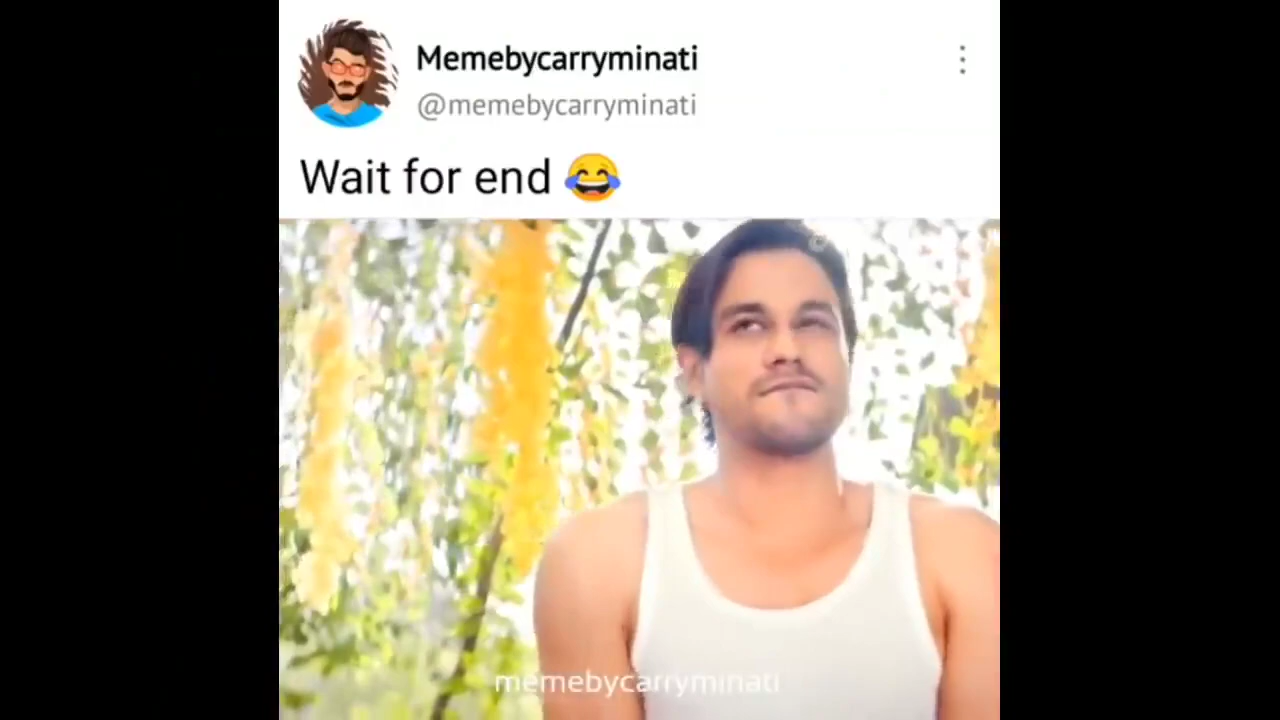 Memebycarryminati
@memebycarryminati
Wait for end 😂
memebycarryminati